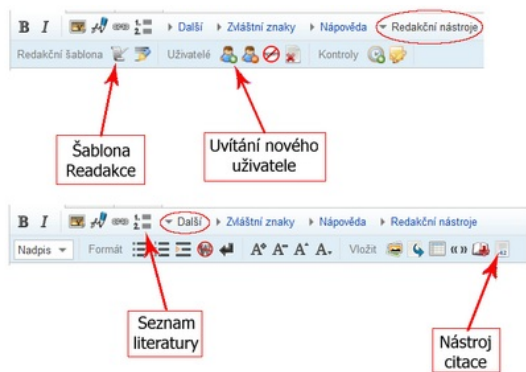 B I Další Zvláštní znaky Nápověda Redakční nástroje
Redakční šablona Uživatelé Kontroly
Šablona
Readakce
Uvítání nového
uživatele
B I Další Zvláštní znaky Nápověda Redakční nástroje
Nadpis Formát A A A A Vložit «»
Seznam
literatury
Nástroj
citace